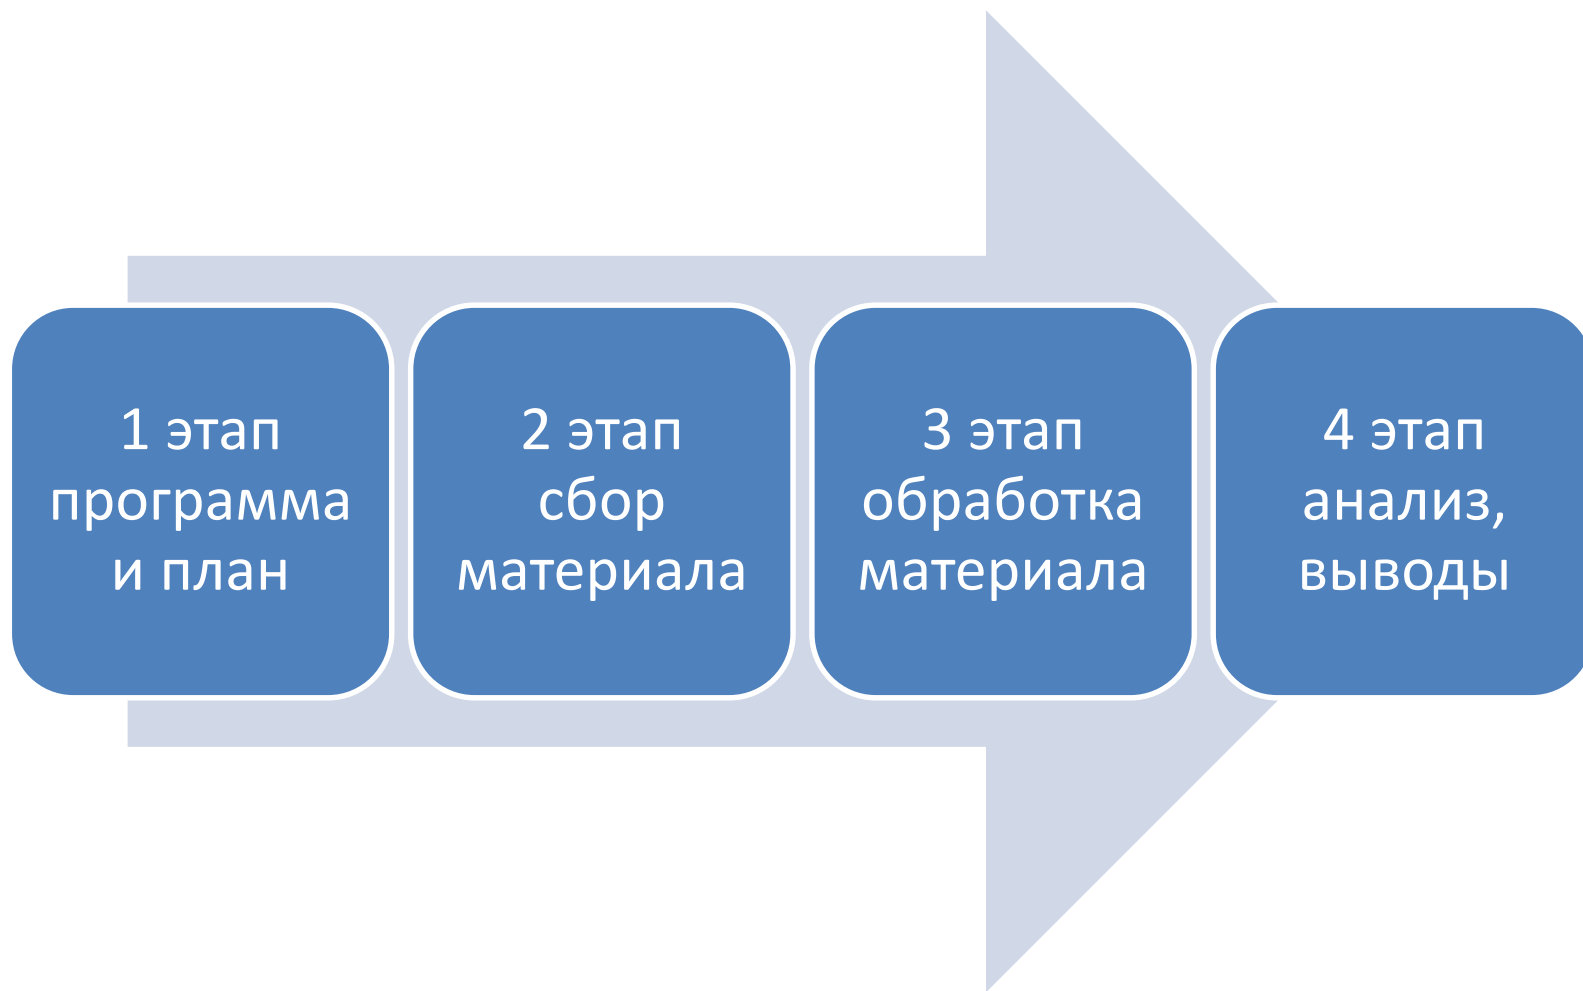 1 этап
программа
и план
2 этап
сбор
материала
3 этап
обработка
материала
4 этап
анализ,
выводы